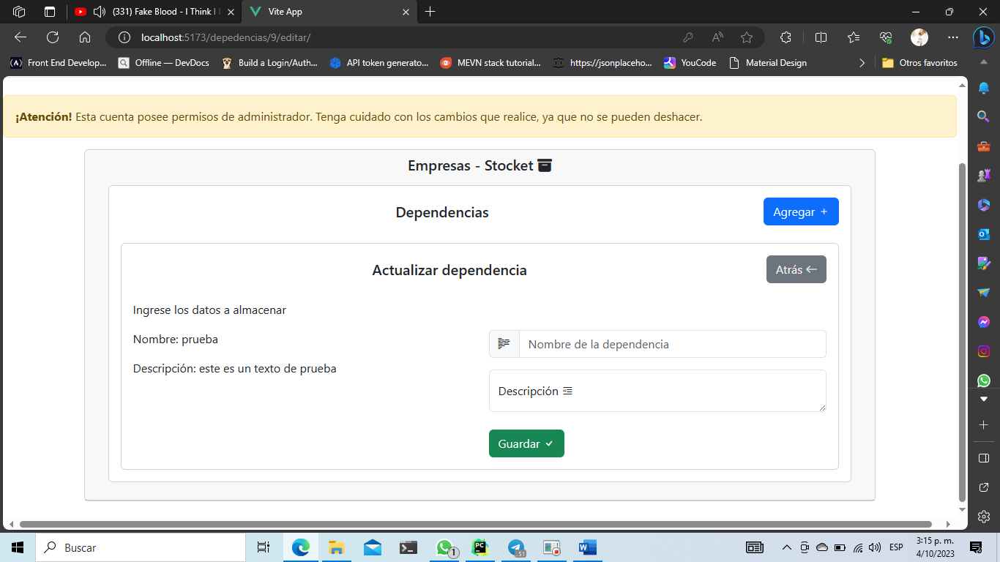 (331) Fake Blood - I Think I L
Vite App
localhost:5173/depedencias/9/editar/
Front End Develop...
Offline — DevDocs
Build a Login/Auth...
API token generato...
MEVN stack tutorial...
https://jsonplaceho...
YouCode
Material Design
Otros favoritos
¡Atención! Esta cuenta posee permisos de administrador. Tenga cuidado con los cambios que realice, ya que no se pueden deshacer.
Empresas - Stocket
Dependencias
Agregar +
Actualizar dependencia
Atrás
Ingrese los datos a almacenar
Nombre: prueba
Nombre de la dependencia
Descripción: este es un texto de prueba
Descripción
Guardar
Buscar
1
PC
51
W
ESP
3:15 p. m.
4/10/2023